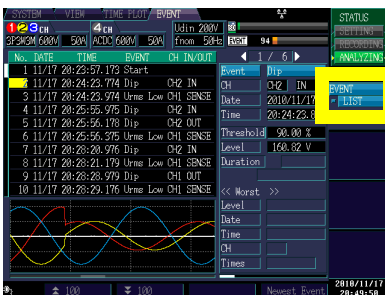 SYSTEM VIEW TIME PLOT EVENT
STATUS
1 2 3 CH 4 CH Udin 200V
SETTING
3P3W3M 600V 50A ACDC 600V 50A fnom 50Hz EVENT 94
RECORDING
No. DATE TIME EVENT CH IN/OUT
1 / 6
ANALYZING
1 11/17 20:23:57.173 Start
Event Dip
2 11/17 20:24:23.774 Dip CH2 IN
CH CH2 IN
EVENT
3 11/17 20:24:23.974 Urms Low CH1 SENSE
Date 2010/11/17
LIST
4 11/17 20:25:55.975 Dip CH2 IN
Time 20:24:23.8
5 11/17 20:26:55.178 Dip CH2 OUT
Threshold 90.00 %
6 11/17 20:26:55.375 Urms Low CH1 SENSE
Level 160.82 V
7 11/17 20:28:20.976 Dip CH2 IN
Duration
8 11/17 20:28:21.179 Urms Low CH1 SENSE
9 11/17 20:28:28.979 Dip CH1 OUT
10 11/17 20:28:29.176 Urms Low CH1 SENSE
<< Worst >>
Level
Date
Time
CH
Times
100 100 Newest Event
2010/11/17
20:49:50